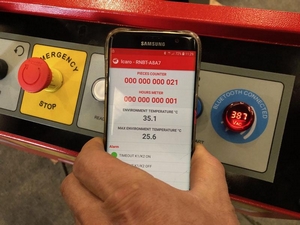 EMERGENCY
STOP
SAMSUNG
PIECES COUNTER
000 000 000 021
HOURS METER
000 000 000 001
ENVIRONMENT TEMPERATURE °C
35.1
MAX ENVIRONMENT TEMPERATURE °C
25.6
BLUETOOTH CONNECTED
387